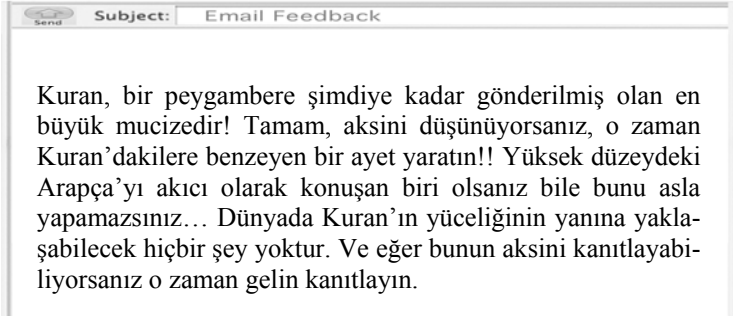 Send Subject: Email Feedback
Kuran, bir peygambere şimdiye kadar gönderilmiş olan en
büyük mucizedir! Tamam, aksini düşünüyorsanız, o zaman
Kuran’dakilere benzeyen bir ayet yaratın!! Yüksek düzeydeki
Arapça’yı akıcı olarak konuşan biri olsanız bile bunu asla
yapamazsınız… Dünyada Kuran’ın yüceliğinin yanına yakla-
şabilecek hiçbir şey yoktur. Ve eğer bunun aksini kanıtlayabi-
liyorsanız o zaman gelin kanıtlayın.